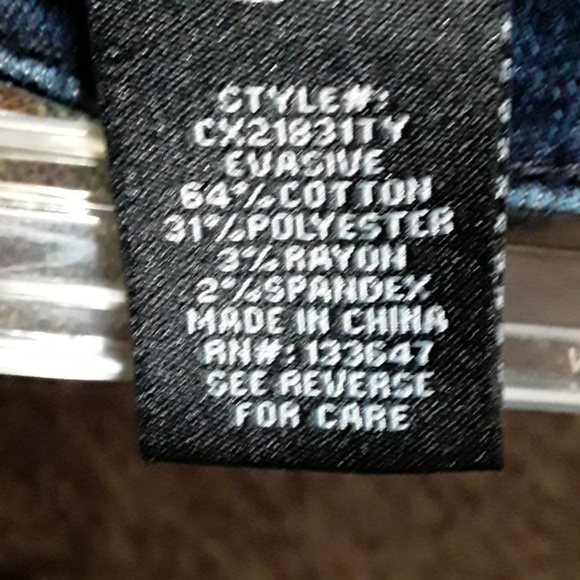 STYLE#:
CX21831TY
EVASIVE
64%COTTON
31%POLYESTER
3%RAYON
2%SPANDEX
MADE IN CHINA
RN#:133647
SEE REVERSE
FOR CARE